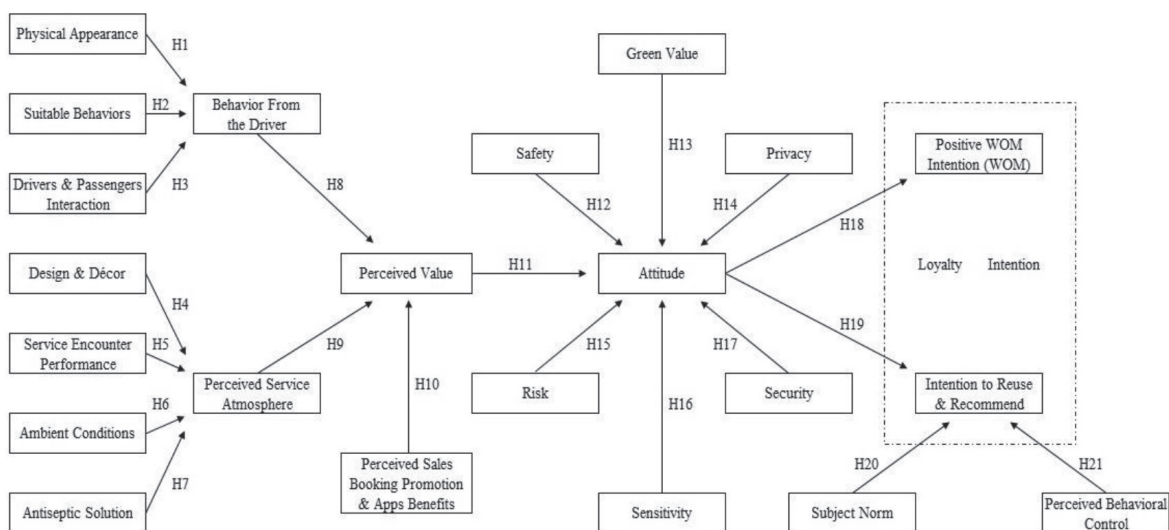 Physical Appearance
H1
Suitable Behaviors
H2
Behavior From
the Driver
Drivers & Passengers
Interaction
H3
H8
Design & Décor
H4
Service Encounter
Performance
H5
Perceived Service
Atmosphere
H6
Ambient Conditions
H7
Antiseptic Solution
H9
Perceived Value
H10
Perceived Sales
Booking Promotion
& Apps Benefits
H11
Green Value
H13
Safety
H12
Privacy
H14
Attitude
H15
Risk
H17
Security
H16
Sensitivity
H18
Positive WOM
Intention (WOM)
Loyalty Intention
H19
Intention to Reuse
& Recommend
H20
H21
Subject Norm
Perceived Behavioral
Control